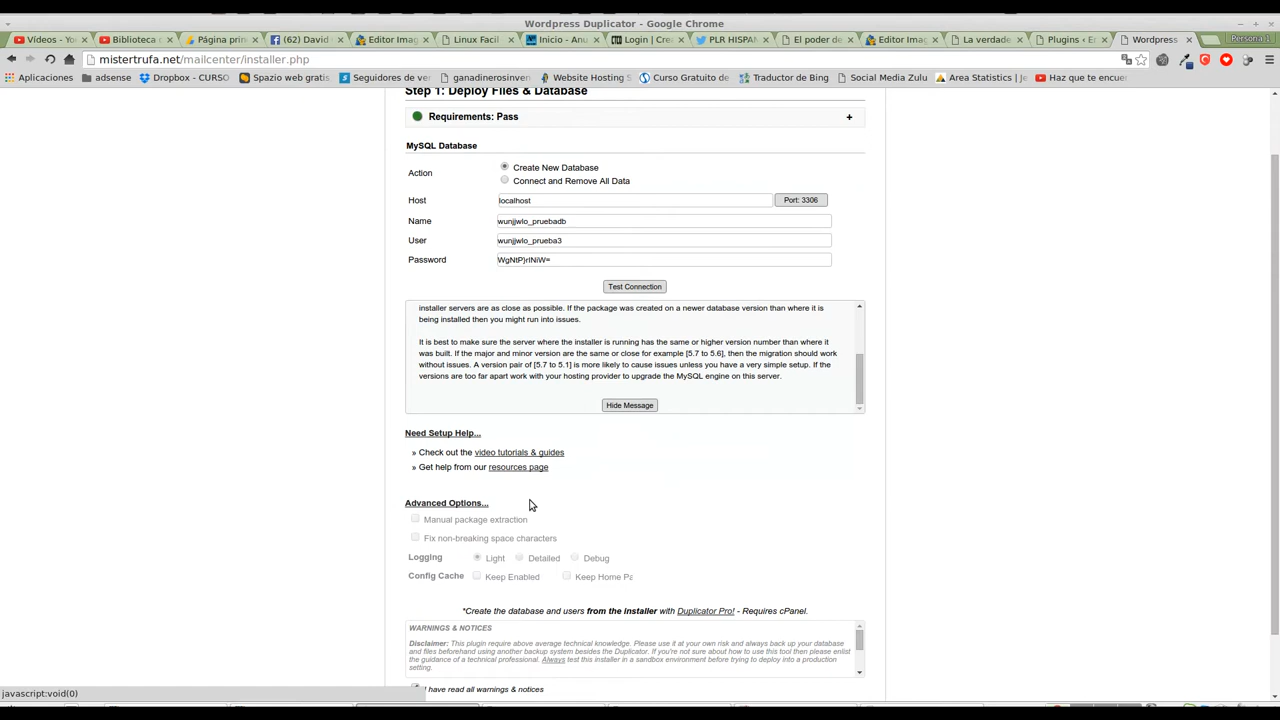 Wordpress Duplicator - Google Chrome
Vídeos - Yo
Biblioteca c
Página prin
(62) David
Editor Imag
Linux Facil
Inicio - Anu
Login | Crea
PLR HISPAN
El poder de
Editor Imag
La verdade
Plugins ‹ E
Wordpress
Persona 1
mistertrufa.net/mailcenter/installer.php
Aplicaciones
adsense
Dropbox - CURSO
Spazio web gratis
Seguidores de ver
ganadineroinvern
Website Hosting S
Curso Gratuito de
Traductor de Bing
Social Media Zulu
Area Statistics | Je
Haz que te encuen
Step 1: Deploy Files & Database
Requirements: Pass +
MySQL Database
Action
Create New Database
Connect and Remove All Data
Host localhost Port: 3306
Name wunjjwlo_pruebadb
User wunjjwlo_prueba3
Password
Test Connection
installer servers are as close as possible. If the package was created on a newer database version than where it is
being installed then you might run into issues.
It is best to make sure the server where the installer is running has the same or higher version number than where it
was built. If the major and minor version are the same or close for example [5.7 to 5.6], then the migration should work
without issues. A version pair of [5.7 to 5.1] is more likely to cause issues unless you have a very simple setup. If the
versions are too far apart work with your hosting provider to upgrade the MySQL engine on this server.
Hide Message
Need Setup Help...
» Check out the video tutorials & guides
» Get help from our resources page
Advanced Options...
Manual package extraction
Fix non-breaking space characters
Logging Light Detailed Debug
Config Cache Keep Enabled Keep Home Pa
*Create the database and users from the installer with Duplicator Pro! - Requires cPanel.
WARNINGS & NOTICES
Disclaimer: This plugin require above average technical knowledge. Please use it at your own risk and always back up your database
and files beforehand using another backup system besides the Duplicator. If you're not sure about how to use this tool then please enlist
the guidance of a technical professional. Always test this installer in a sandbox environment before trying to deploy into a production
setting.
I have read all warnings & notices
javascript:void(0)